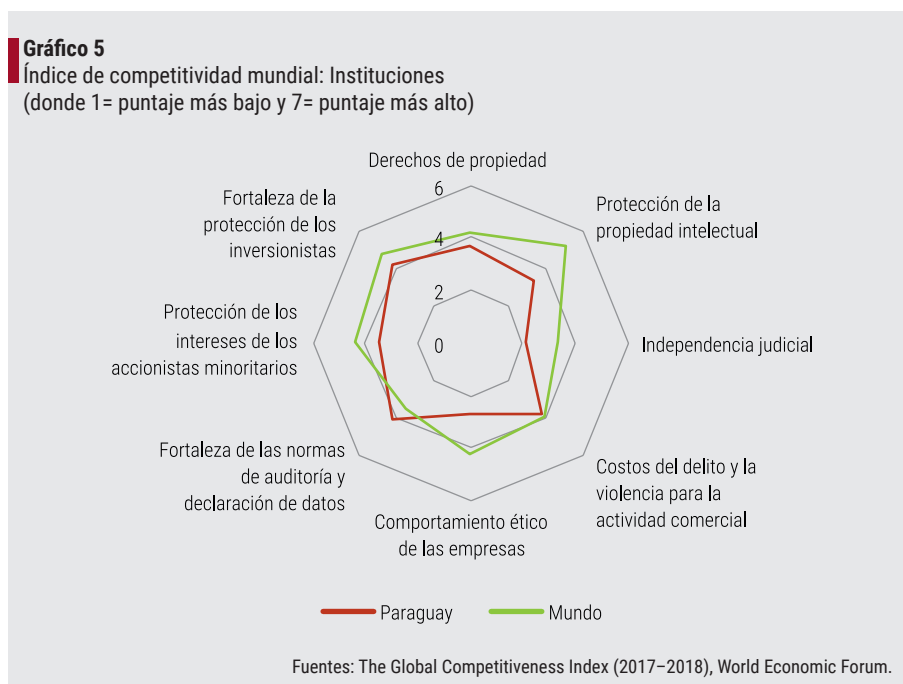 Gráfico 5
Índice de competitividad mundial: Instituciones
(donde 1= puntaje más bajo y 7= puntaje más alto)
Derechos de propiedad
6
4
2
0
Protección de la
propiedad intelectual
Independencia judicial
Costos del delito y la
violencia para la
actividad comercial
Comportamiento ético
de las empresas
Fortaleza de las normas
de auditoría y
declaración de datos
Protección de los
intereses de los
accionistas minoritarios
Fortaleza de la
protección de los
inversionistas
Paraguay
Mundo
Fuentes: The Global Competitiveness Index (2017–2018), World Economic Forum.